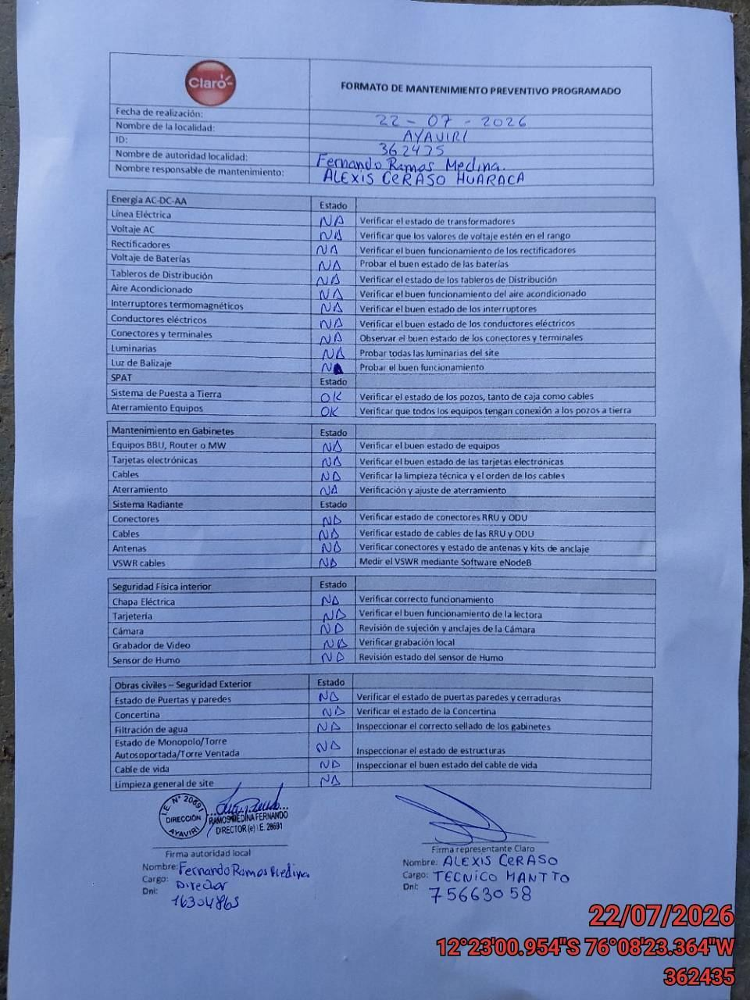 Claro
FORMATO DE MANTENIMIENTO PREVENTIVO PROGRAMADO
Fecha de realización: 22 - 07 - 2026
Nombre de la localidad: AYAVIRI
ID: 362435
Nombre de autoridad localidad: Fernando Ramos Medina.
Nombre responsable de mantenimiento: ALEXIS CERASO HUARACA
Energía AC-DC-AA Estado
Línea Eléctrica NA Verificar el estado de transformadores
Voltaje AC NA Verificar que los valores de voltaje estén en el rango
Rectificadores NA Verificar el buen funcionamiento de los rectificadores
Voltaje de Baterías NA Probar el buen estado de las baterías
Tableros de Distribución NA Verificar el estado de los tableros de Distribución
Aire Acondicionado NA Verificar el buen funcionamiento del aire acondicionado
Interruptores termomagnéticos NA Verificar el buen estado de los interruptores
Conductores eléctricos NA Verificar el buen estado de los conductores eléctricos
Conectores y terminales NA Observar el buen estado de los conectores y terminales
Luminarias NA Probar todas las luminarias del site
Luz de Balizaje NA Probar el buen funcionamiento
SPAT Estado
Sistema de Puesta a Tierra OK Verificar el estado de los pozos, tanto de caja como cables
Aterramiento Equipos OK Verificar que todos los equipos tengan conexión a los pozos a tierra
Mantenimiento en Gabinetes Estado
Equipos BBU, Router o MW NA Verificar el buen estado de equipos
Tarjetas electrónicas NA Verificar el buen estado de las tarjetas electrónicas
Cables NA Verificar la limpieza técnica y el orden de los cables
Aterramiento NA Verificación y ajuste de aterramiento
Sistema Radiante Estado
Conectores NA Verificar estado de conectores RRU y ODU
Cables NA Verificar estado de cables de las RRU y ODU
Antenas NA Verificar conectores y estado de antenas y kits de anclaje
VSWR cables NA Medir el VSWR mediante Software eNodeB
Seguridad Física interior Estado
Chapa Eléctrica NA Verificar correcto funcionamiento
Tarjetería NA Verificar el buen funcionamiento de la lectora
Cámara NA Revisión de sujeción y anclajes de la Cámara
Grabador de Video NA Verificar grabación local
Sensor de Humo NA Revisión estado del sensor de Humo
Obras civiles – Seguridad Exterior Estado
Estado de Puertas y paredes NA Verificar el estado de puertas paredes y cerraduras
Concertina NA Verificar el estado de la Concertina
Filtración de agua NA Inspeccionar el correcto sellado de los gabinetes
Estado de Monopolo/Torre
Autosoportada/Torre Ventada NA Inspeccionar el estado de estructuras
Cable de vida NA Inspeccionar el buen estado del cable de vida
Limpieza general de site NA
I.E. N° 20691
DIRECCIÓN
AYAVIRI
RAMOS MEDINA FERNANDO
DIRECTOR (e) I.E. 20691
Firma autoridad local
Nombre: Fernando Ramos Medina
Cargo: Director
Dni: 16304865
Firma representante Claro
Nombre: ALEXIS CERASO
Cargo: TECNICO MANTTO
Dni: 75663058
22/07/2026
12°23'00.954"S 76°08'23.364"W
362435